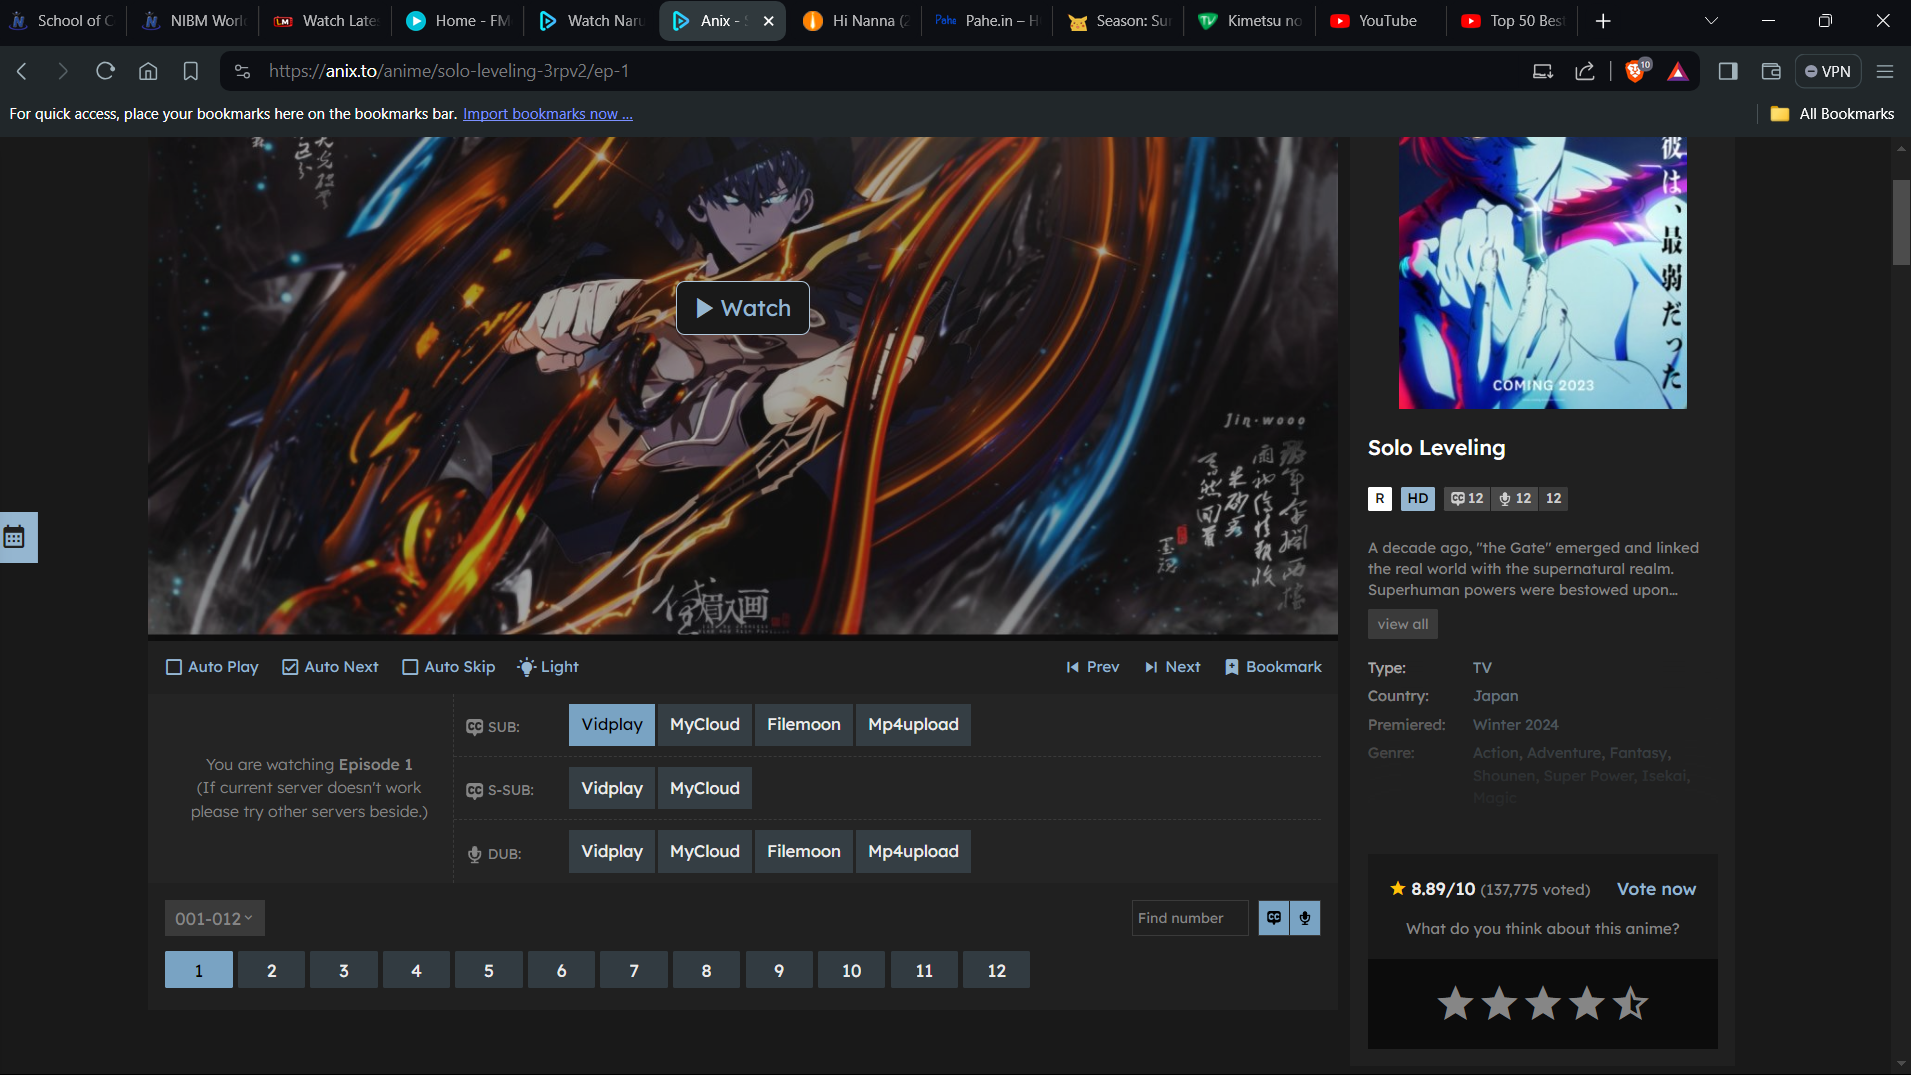 School of C
NIBM Worl
Watch Late
Home - FM
Watch Naru
Anix - S
Hi Nanna (2
Pahe.in – H
Season: Sur
Kimetsu no
YouTube
Top 50 Bes
https://anix.to/anime/solo-leveling-3rpv2/ep-1
10
VPN
For quick access, place your bookmarks here on the bookmarks bar. Import bookmarks now ...
All Bookmarks
Watch
Jin·wooo
彼は、最弱だった
COMING 2023
Solo Leveling
R HD 12 12 12
A decade ago, "the Gate" emerged and linked
the real world with the supernatural realm.
Superhuman powers were bestowed upon...
view all
Type: TV
Country: Japan
Premiered: Winter 2024
Genre: Action, Adventure, Fantasy,
Shounen, Super Power, Isekai,
Magic
Auto Play Auto Next Auto Skip Light Prev Next Bookmark
You are watching Episode 1
(If current server doesn't work
please try other servers beside.)
SUB: Vidplay MyCloud Filemoon Mp4upload
S-SUB: Vidplay MyCloud
DUB: Vidplay MyCloud Filemoon Mp4upload
001-012
Find number
1 2 3 4 5 6 7 8 9 10 11 12
8.89/10 (137,775 voted) Vote now
What do you think about this anime?